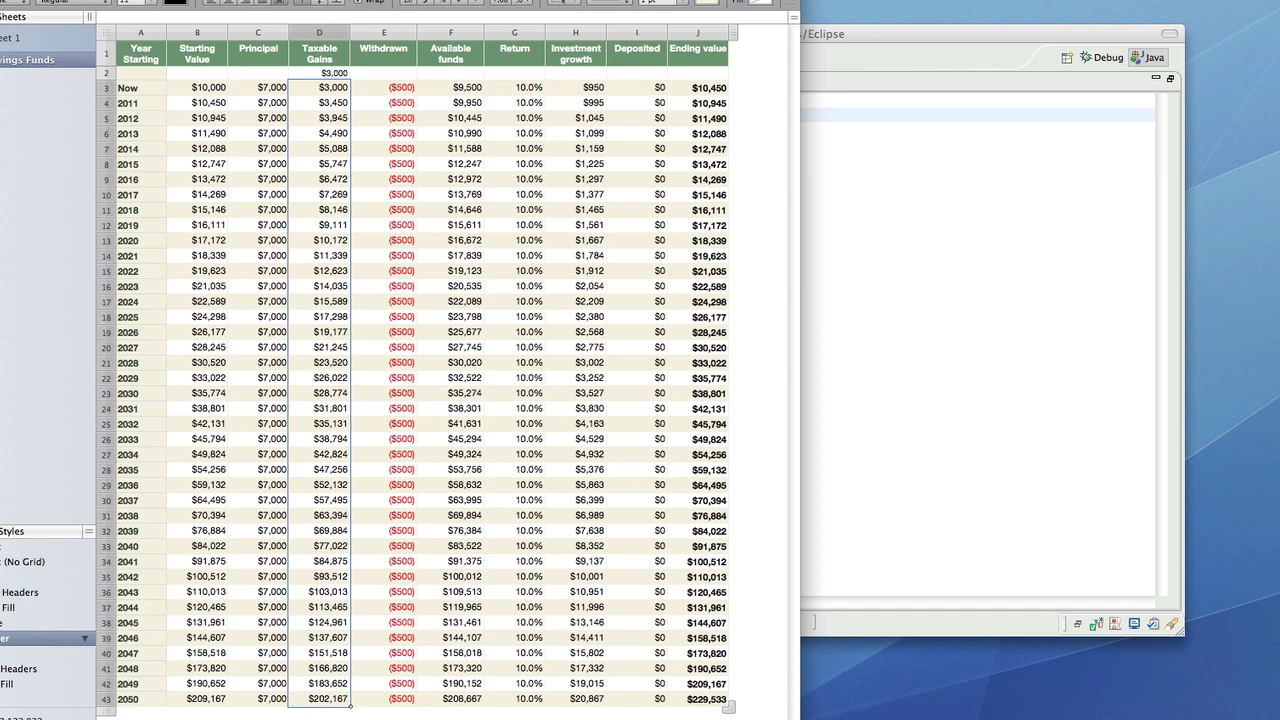 Sheets
eet 1
vings Funds
A B C D E F G H I J
1 Year Starting Starting Value Principal Taxable Gains Withdrawn Available funds Return Investment growth Deposited Ending value
2 $3,000
3 Now $10,000 $7,000 $3,000 ($500) $9,500 10.0% $950 $0 $10,450
4 2011 $10,450 $7,000 $3,450 ($500) $9,950 10.0% $995 $0 $10,945
5 2012 $10,945 $7,000 $3,945 ($500) $10,445 10.0% $1,045 $0 $11,490
6 2013 $11,490 $7,000 $4,490 ($500) $10,990 10.0% $1,099 $0 $12,088
7 2014 $12,088 $7,000 $5,088 ($500) $11,588 10.0% $1,159 $0 $12,747
8 2015 $12,747 $7,000 $5,747 ($500) $12,247 10.0% $1,225 $0 $13,472
9 2016 $13,472 $7,000 $6,472 ($500) $12,972 10.0% $1,297 $0 $14,269
10 2017 $14,269 $7,000 $7,269 ($500) $13,769 10.0% $1,377 $0 $15,146
11 2018 $15,146 $7,000 $8,146 ($500) $14,646 10.0% $1,465 $0 $16,111
12 2019 $16,111 $7,000 $9,111 ($500) $15,611 10.0% $1,561 $0 $17,172
13 2020 $17,172 $7,000 $10,172 ($500) $16,672 10.0% $1,667 $0 $18,339
14 2021 $18,339 $7,000 $11,339 ($500) $17,839 10.0% $1,784 $0 $19,623
15 2022 $19,623 $7,000 $12,623 ($500) $19,123 10.0% $1,912 $0 $21,035
16 2023 $21,035 $7,000 $14,035 ($500) $20,535 10.0% $2,054 $0 $22,589
17 2024 $22,589 $7,000 $15,589 ($500) $22,089 10.0% $2,209 $0 $24,298
18 2025 $24,298 $7,000 $17,298 ($500) $23,798 10.0% $2,380 $0 $26,177
19 2026 $26,177 $7,000 $19,177 ($500) $25,677 10.0% $2,568 $0 $28,245
20 2027 $28,245 $7,000 $21,245 ($500) $27,745 10.0% $2,775 $0 $30,520
21 2028 $30,520 $7,000 $23,520 ($500) $30,020 10.0% $3,002 $0 $33,022
22 2029 $33,022 $7,000 $26,022 ($500) $32,522 10.0% $3,252 $0 $35,774
23 2030 $35,774 $7,000 $28,774 ($500) $35,274 10.0% $3,527 $0 $38,801
24 2031 $38,801 $7,000 $31,801 ($500) $38,301 10.0% $3,830 $0 $42,131
25 2032 $42,131 $7,000 $35,131 ($500) $41,631 10.0% $4,163 $0 $45,794
26 2033 $45,794 $7,000 $38,794 ($500) $45,294 10.0% $4,529 $0 $49,824
27 2034 $49,824 $7,000 $42,824 ($500) $49,324 10.0% $4,932 $0 $54,256
28 2035 $54,256 $7,000 $47,256 ($500) $53,756 10.0% $5,376 $0 $59,132
29 2036 $59,132 $7,000 $52,132 ($500) $58,632 10.0% $5,863 $0 $64,495
30 2037 $64,495 $7,000 $57,495 ($500) $63,995 10.0% $6,399 $0 $70,394
31 2038 $70,394 $7,000 $63,394 ($500) $69,894 10.0% $6,989 $0 $76,884
32 2039 $76,884 $7,000 $69,884 ($500) $76,384 10.0% $7,638 $0 $84,022
33 2040 $84,022 $7,000 $77,022 ($500) $83,522 10.0% $8,352 $0 $91,875
34 2041 $91,875 $7,000 $84,875 ($500) $91,375 10.0% $9,137 $0 $100,512
35 2042 $100,512 $7,000 $93,512 ($500) $100,012 10.0% $10,001 $0 $110,013
36 2043 $110,013 $7,000 $103,013 ($500) $109,513 10.0% $10,951 $0 $120,465
37 2044 $120,465 $7,000 $113,465 ($500) $119,965 10.0% $11,996 $0 $131,961
38 2045 $131,961 $7,000 $124,961 ($500) $131,461 10.0% $13,146 $0 $144,607
39 2046 $144,607 $7,000 $137,607 ($500) $144,107 10.0% $14,411 $0 $158,518
40 2047 $158,518 $7,000 $151,518 ($500) $158,018 10.0% $15,802 $0 $173,820
41 2048 $173,820 $7,000 $166,820 ($500) $173,320 10.0% $17,332 $0 $190,652
42 2049 $190,652 $7,000 $183,652 ($500) $190,152 10.0% $19,015 $0 $209,167
43 2050 $209,167 $7,000 $202,167 ($500) $208,667 10.0% $20,867 $0 $229,533
Styles
(No Grid)
Headers
Fill
er
Headers
Fill
s/Eclipse
Debug Java